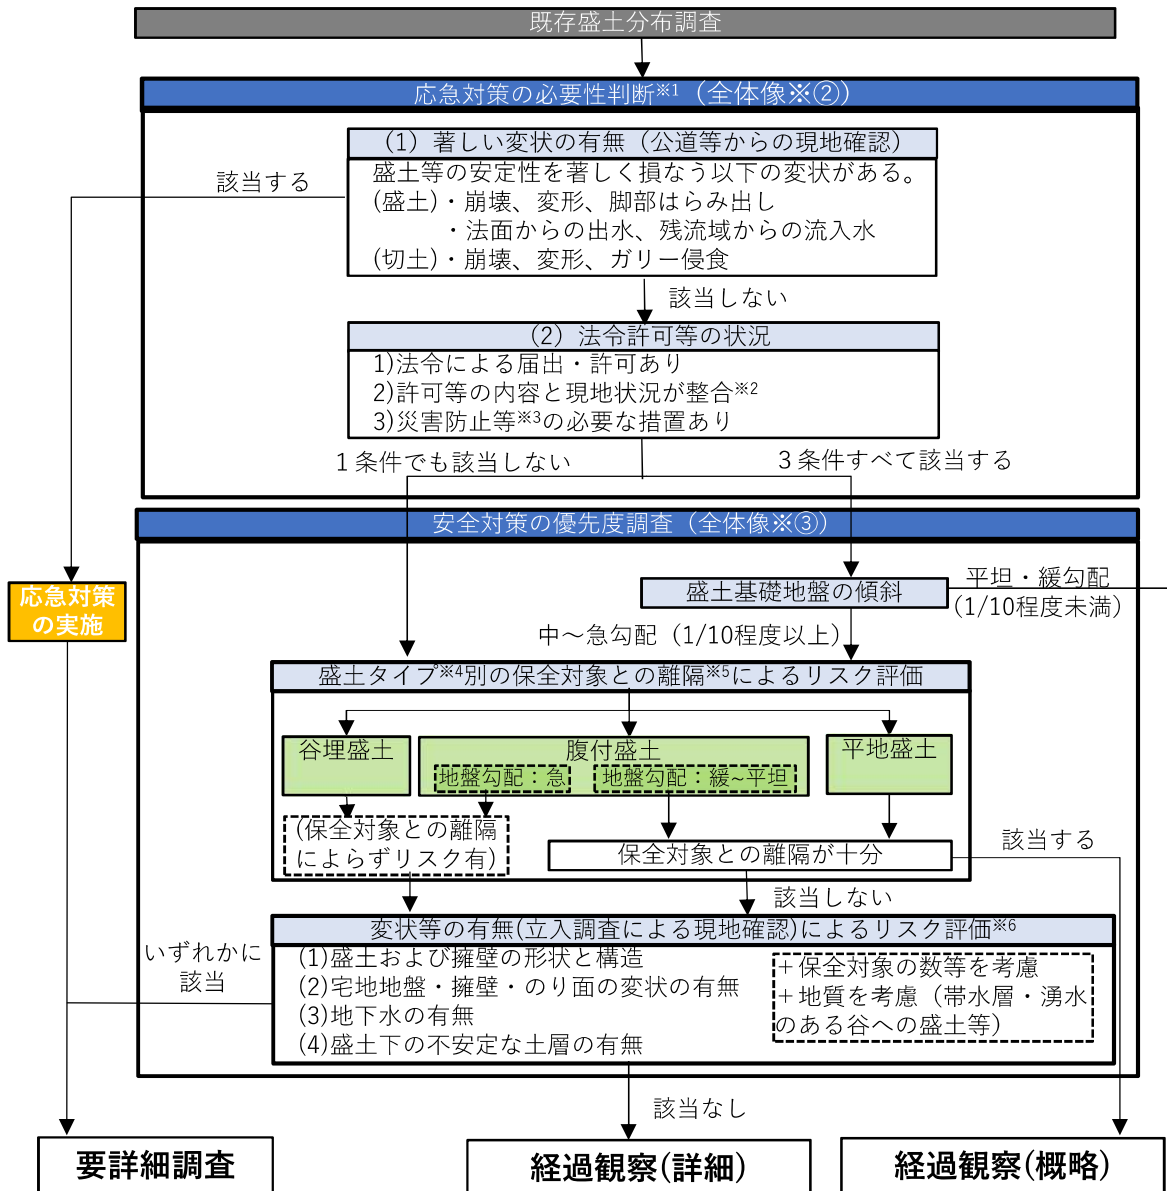 既存盛土分布調査
応急対策の必要性判断※1（全体像※②）
(1）著しい変状の有無（公道等からの現地確認）
盛土等の安定性を著しく損なう以下の変状がある。
(盛土)・崩壊、変形、脚部はらみ出し
・法面からの出水、残流域からの流入水
(切土)・崩壊、変形、ガリー侵食
該当する
該当しない
（2）法令許可等の状況
1)法令による届出・許可あり
2)許可等の内容と現地状況が整合※2
3)災害防止等※3の必要な措置あり
１条件でも該当しない
３条件すべて該当する
安全対策の優先度調査（全体像※③）
応急対策
の実施
盛土基礎地盤の傾斜
平坦・緩勾配
(1/10程度未満)
中～急勾配（1/10程度以上）
盛土タイプ※4別の保全対象との離隔※5によるリスク評価
谷埋盛土
腹付盛土
地盤勾配：急
地盤勾配：緩~平坦
平地盛土
(保全対象との離隔
によらずリスク有)
保全対象との離隔が十分
該当する
該当しない
変状等の有無(立入調査による現地確認)によるリスク評価※6
(1)盛土および擁壁の形状と構造
(2)宅地地盤・擁壁・のり面の変状の有無
(3)地下水の有無
(4)盛土下の不安定な土層の有無
＋保全対象の数等を考慮
＋地質を考慮（帯水層・湧水
のある谷への盛土等）
いずれかに
該当
該当なし
要詳細調査
経過観察(詳細)
経過観察(概略)